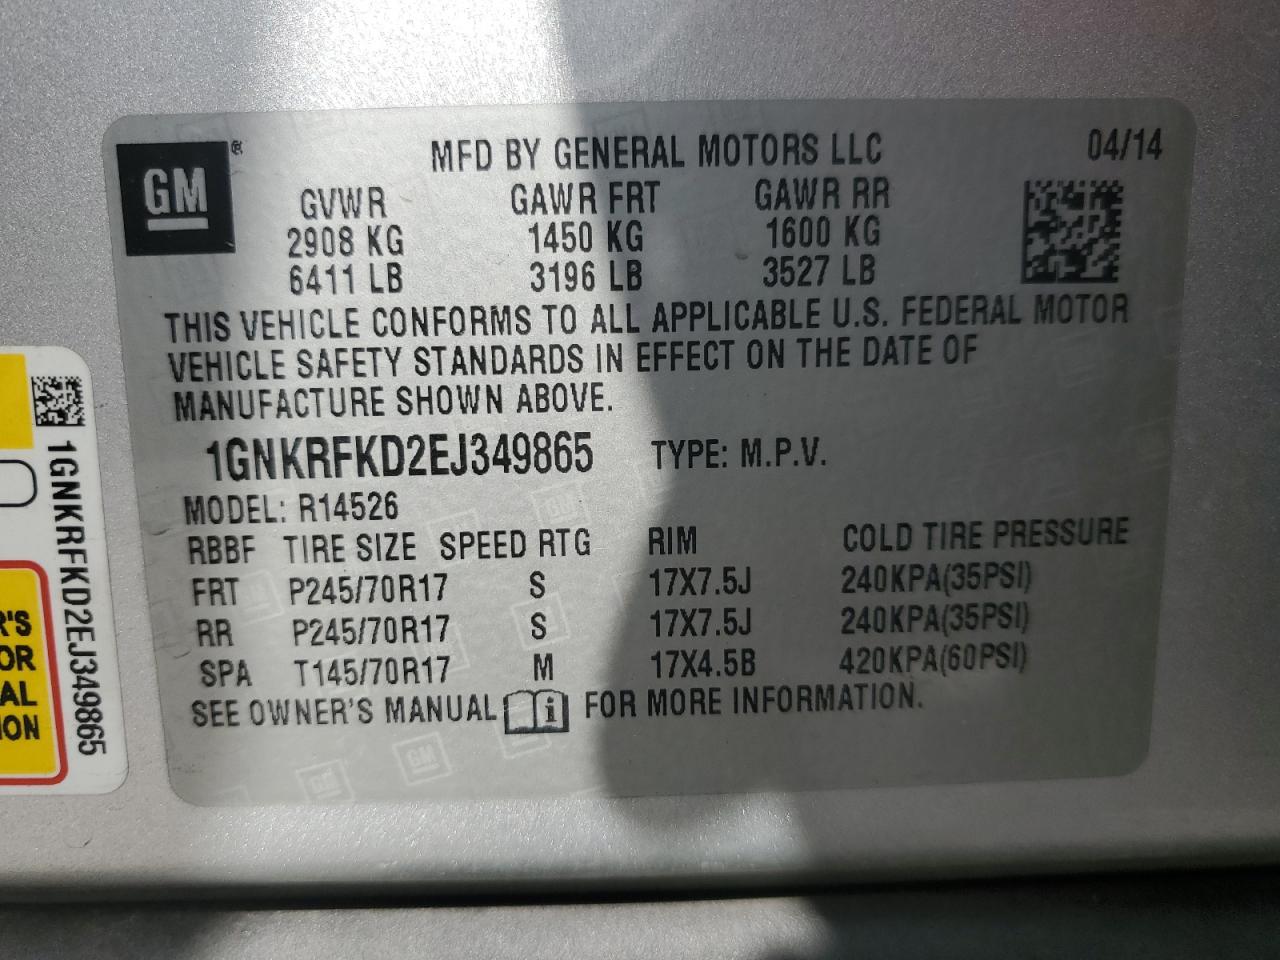 GM®
MFD BY GENERAL MOTORS LLC 04/14
GVWR GAWR FRT GAWR RR
2908 KG 1450 KG 1600 KG
6411 LB 3196 LB 3527 LB
THIS VEHICLE CONFORMS TO ALL APPLICABLE U.S. FEDERAL MOTOR
VEHICLE SAFETY STANDARDS IN EFFECT ON THE DATE OF
MANUFACTURE SHOWN ABOVE.
1GNKRFKD2EJ349865 TYPE: M.P.V.
MODEL: R14526
RBBF TIRE SIZE SPEED RTG RIM COLD TIRE PRESSURE
FRT P245/70R17 S 17X7.5J 240KPA(35PSI)
RR P245/70R17 S 17X7.5J 240KPA(35PSI)
SPA T145/70R17 M 17X4.5B 420KPA(60PSI)
SEE OWNER'S MANUAL FOR MORE INFORMATION.
1GNKRFKD2EJ349865
R'S
OR
AL
ION